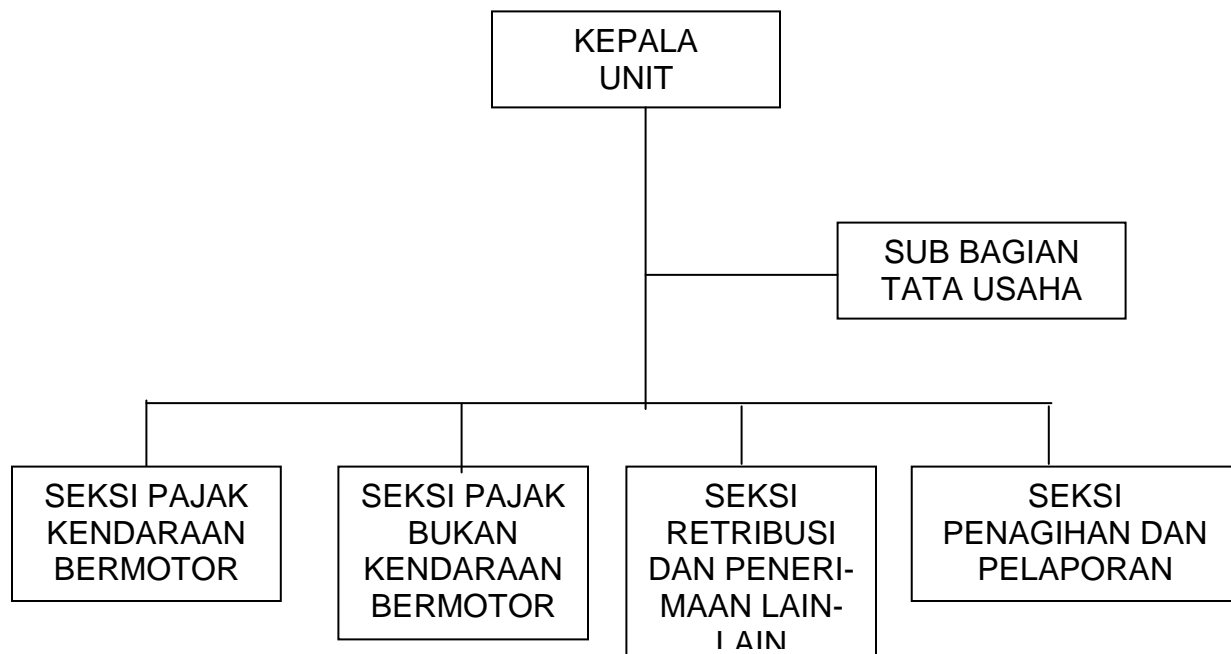 KEPALA
UNIT
SUB BAGIAN
TATA USAHA
SEKSI PAJAK
KENDARAAN
BERMOTOR
SEKSI PAJAK
BUKAN
KENDARAAN
BERMOTOR
SEKSI
RETRIBUSI
DAN PENERI-
MAAN LAIN-
LAIN
SEKSI
PENAGIHAN DAN
PELAPORAN